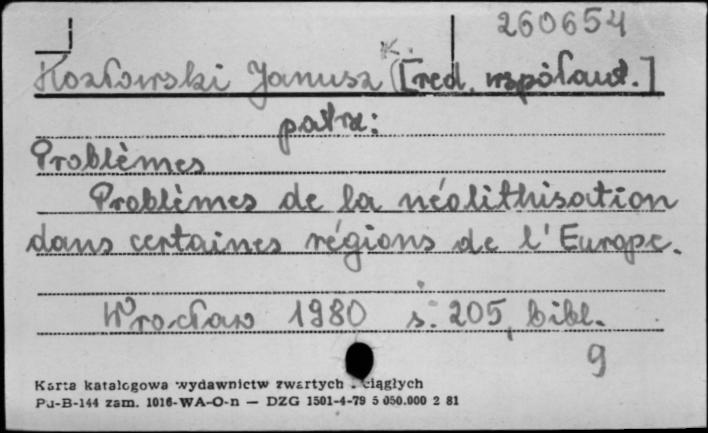 260654
Kozłowski Janusz K. [red. współaut.]
patrz:
Problèmes
Problèmes de la néolithisation
dans certaines régions de l'Europe.
Wrocław 1980 s. 205, bibl.
9
Karta katalogowa wydawnictw zwartych i ciągłych
Pu-B-144 zam. 1016-WA-O-n — DZG 1501-4-79 5 050.000 2 81